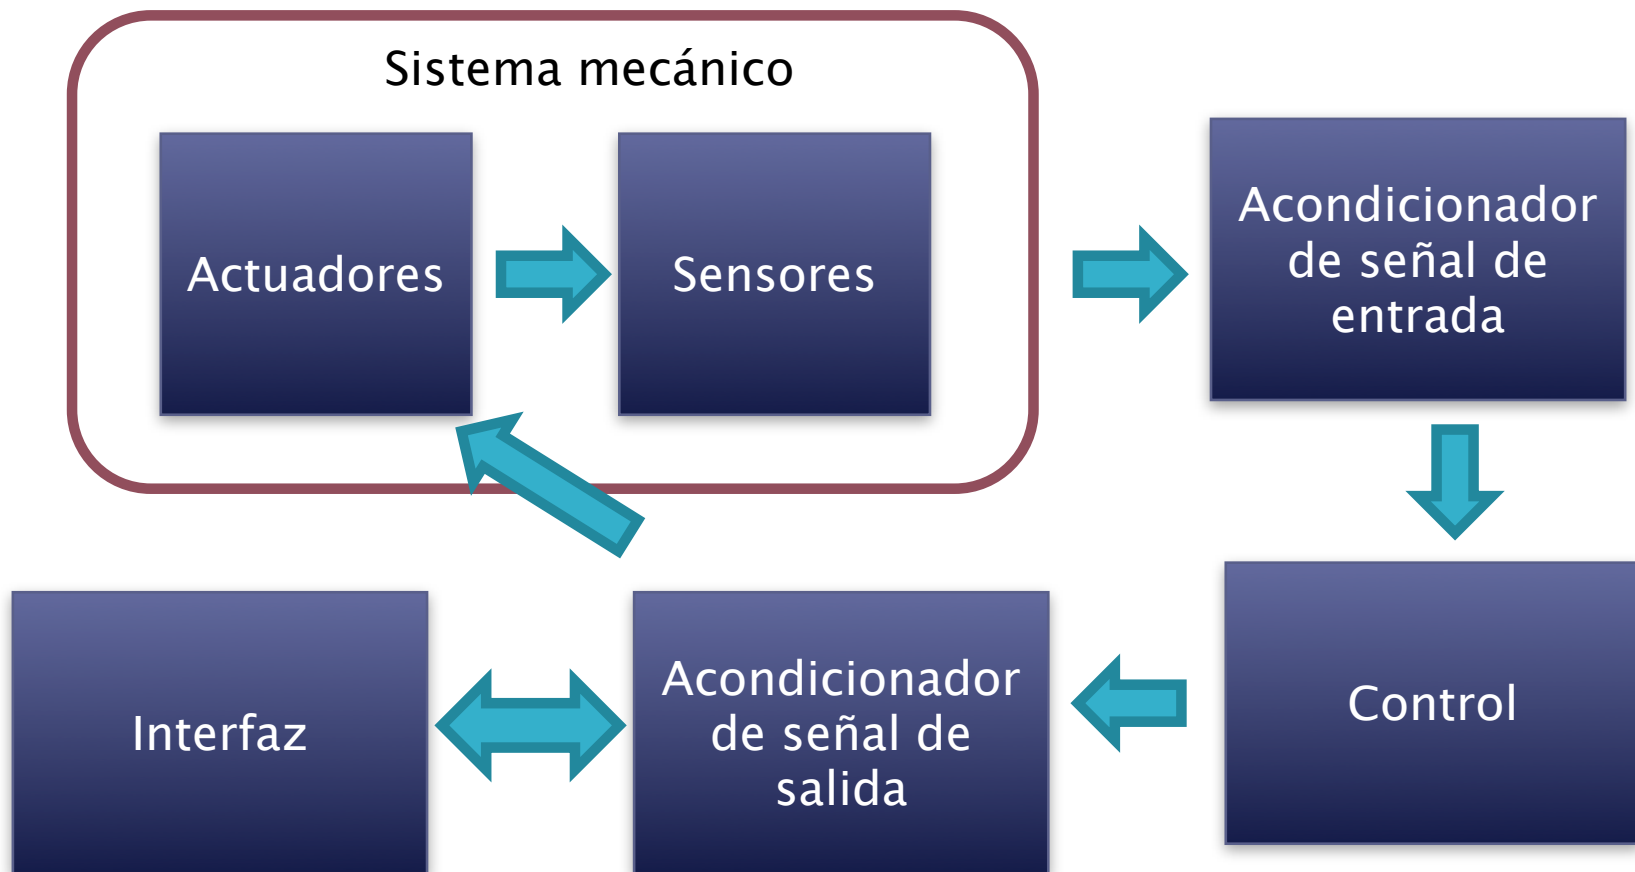 Sistema mecánico
Actuadores
Sensores
Acondicionador
de señal de
entrada
Interfaz
Acondicionador
de señal de
salida
Control